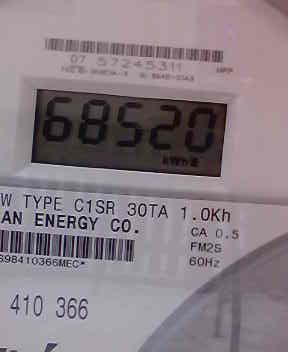 07 57245311
68520
kWh
W TYPE C1SR 30TA 1.0Kh
AN ENERGY CO.
CA 0.5
FM2S
698410366MEC*
60Hz
410 366